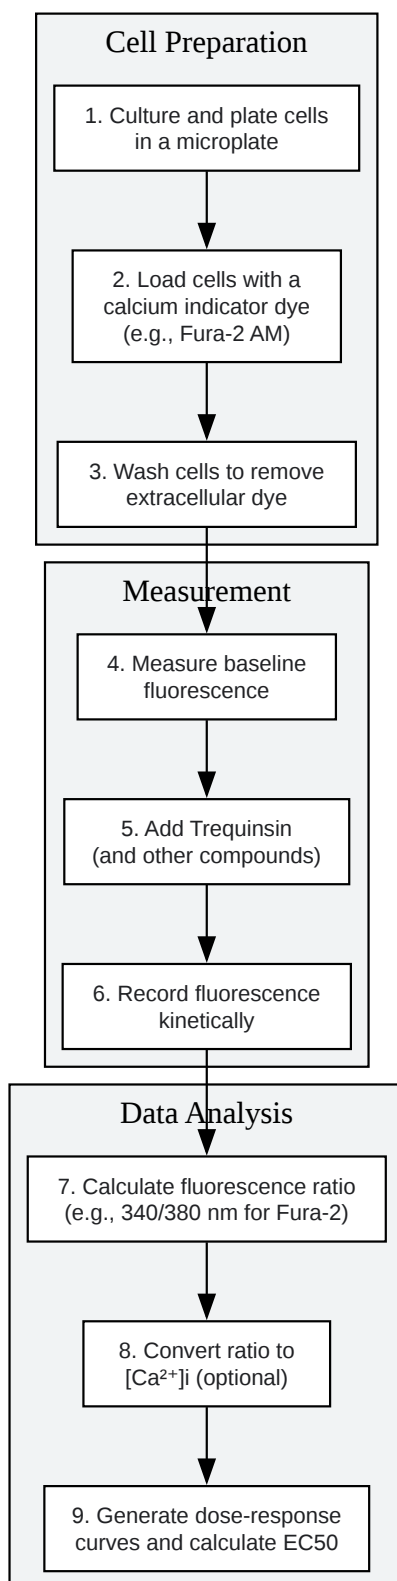 Cell Preparation
1. Culture and plate cells
in a microplate
2. Load cells with a
calcium indicator dye
(e.g., Fura-2 AM)
3. Wash cells to remove
extracellular dye
Measurement
4. Measure baseline
fluorescence
5. Add Trequinsin
(and other compounds)
6. Record fluorescence
kinetically
Data Analysis
7. Calculate fluorescence ratio
(e.g., 340/380 nm for Fura-2)
8. Convert ratio to
[Ca²⁺]i (optional)
9. Generate dose-response
curves and calculate EC50